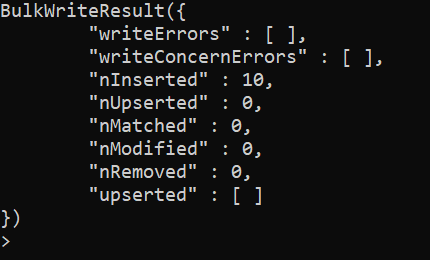 BulkWriteResult({
        "writeErrors" : [ ],
        "writeConcernErrors" : [ ],
        "nInserted" : 10,
        "nUpserted" : 0,
        "nMatched" : 0,
        "nModified" : 0,
        "nRemoved" : 0,
        "upserted" : [ ]
})
>